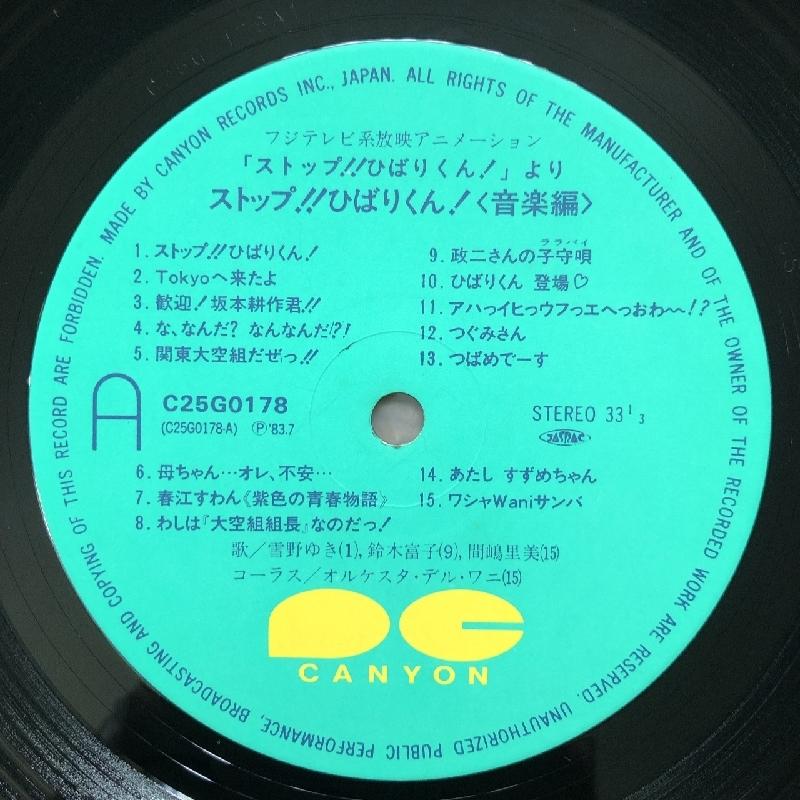 MADE BY CANYON RECORDS INC., JAPAN. ALL RIGHTS OF THE MANUFACTURER AND OF THE OWNER OF THE RECORDED WORK ARE RESERVED. UNAUTHORIZED PUBLIC PERFORMANCE, BROADCASTING AND COPYING OF THIS RECORD ARE FORBIDDEN.
フジテレビ系放映アニメーション
「ストップ!!ひばりくん!」より
ストップ!!ひばりくん!〈音楽編〉
1. ストップ!!ひばりくん!
2. Tokyoへ来たよ
3. 歓迎!坂本耕作君!!
4. な、なんだ? なんなんだ!?!
5. 関東大空組だぜっ!!
ララバイ
9. 政二さんの子守唄
10. ひばりくん 登場♡
11. アハっイヒっウフっエへっおわ〜〜!?
12. つぐみさん
13. つばめでーす
A
C25G0178
(C25G0178-A) Ⓟ'83.7
STEREO 33 1/3
JASRAC
6. 母ちゃん…オレ、不安…
7. 春江すわん《紫色の青春物語》
8. わしは『大空組組長』なのだっ!
14. あたし すずめちゃん
15. ワシャWaniサンバ
歌/雪野ゆき(1), 鈴木富子(9), 間嶋里美(15)
コーラス/オルケスタ・デル・ワニ(15)
PC
CANYON